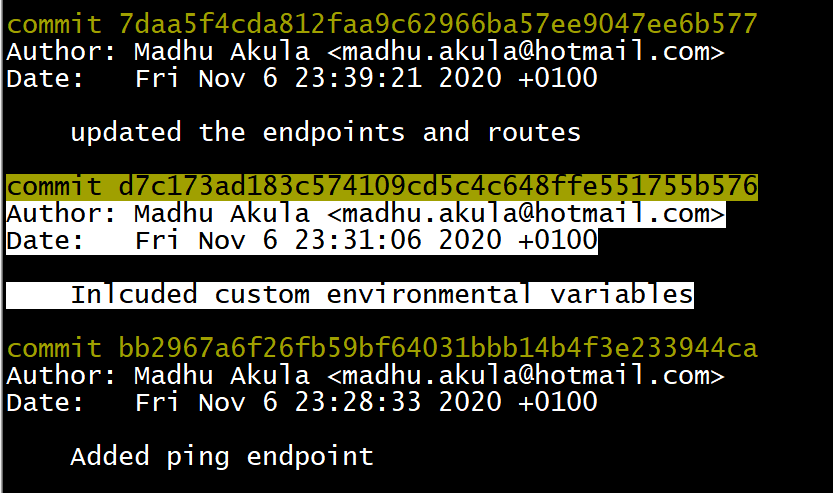 commit 7daa5f4cda812faa9c62966ba57ee9047ee6b577
Author: Madhu Akula <madhu.akula@hotmail.com>
Date:   Fri Nov 6 23:39:21 2020 +0100
updated the endpoints and routes
commit d7c173ad183c574109cd5c4c648ffe551755b576
Author: Madhu Akula <madhu.akula@hotmail.com>
Date:   Fri Nov 6 23:31:06 2020 +0100
Inlcuded custom environmental variables
commit bb2967a6f26fb59bf64031bbb14b4f3e233944ca
Author: Madhu Akula <madhu.akula@hotmail.com>
Date:   Fri Nov 6 23:28:33 2020 +0100
Added ping endpoint